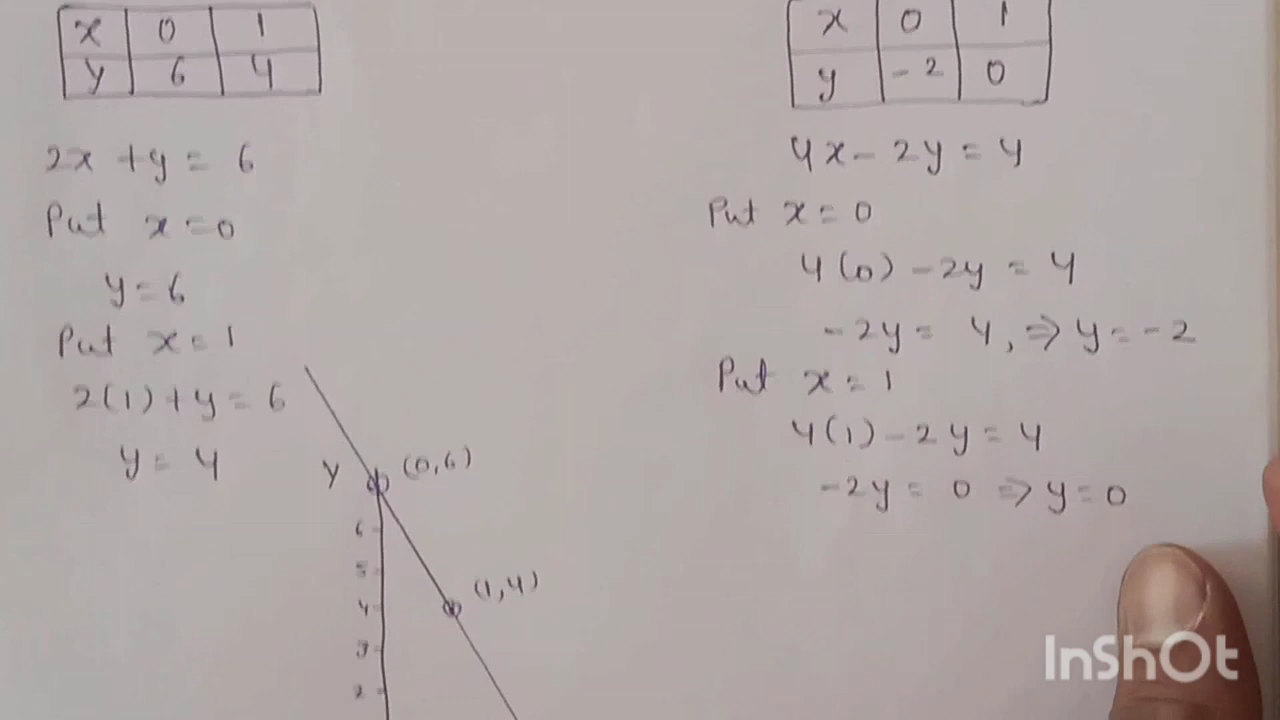 x 0 1
y 6 4
2x + y = 6
Put x = 0
y = 6
Put x = 1
2(1) + y = 6
y = 4
x 0 1
y -2 0
4x - 2y = 4
Put x = 0
4(0) - 2y = 4
-2y = 4, => y = -2
Put x = 1
4(1) - 2y = 4
-2y = 0 => y = 0
Y (0,6)
6
5
4 (1,4)
3
2
InShOt